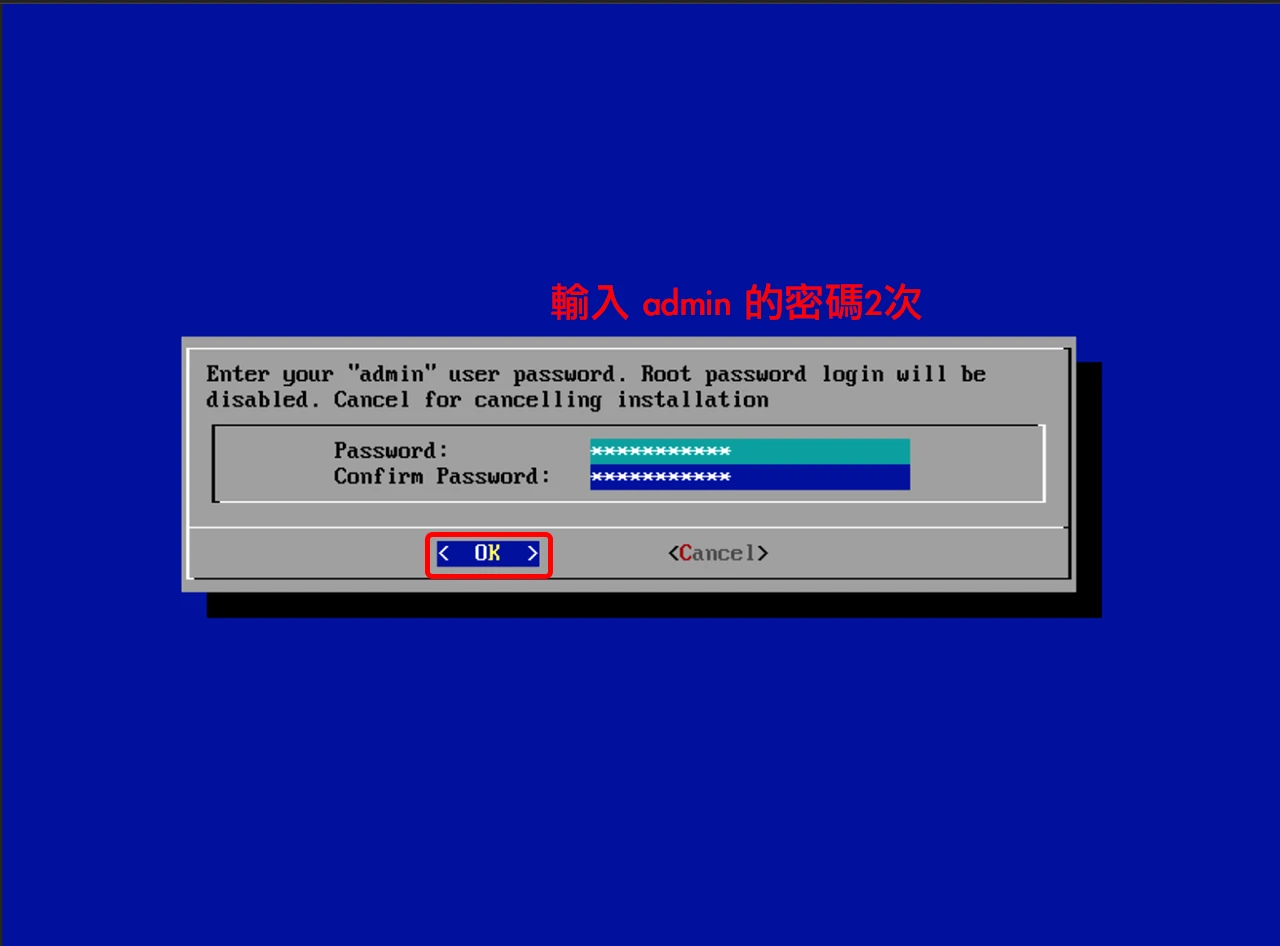 輸入 admin 的密碼2次
Enter your "admin" user password. Root password login will be
disabled. Cancel for cancelling installation
Password: ***********
Confirm Password: ***********
< OK > <Cancel>